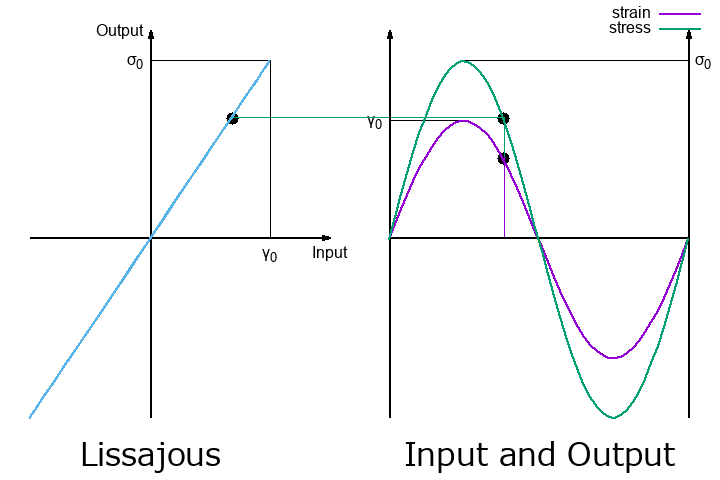 strain
stress
Output
σ0
σ0
γ0
γ0
Input
Lissajous
Input and Output